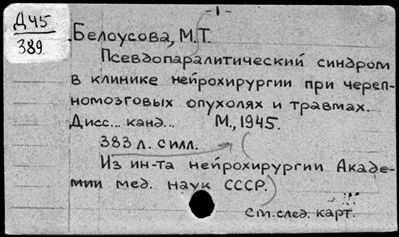 - 1 -
Д45
389
Белоусова, М.Т.
Псевдопаралитический синдром
в клинике нейрохирургии при череп-
номозговых опухолях и травмах.
Дисс... канд... М., 1945.
383 л. с илл.
Из ин-та нейрохирургии Акаде-
мии мед. наук СССР.)
См. след. карт.